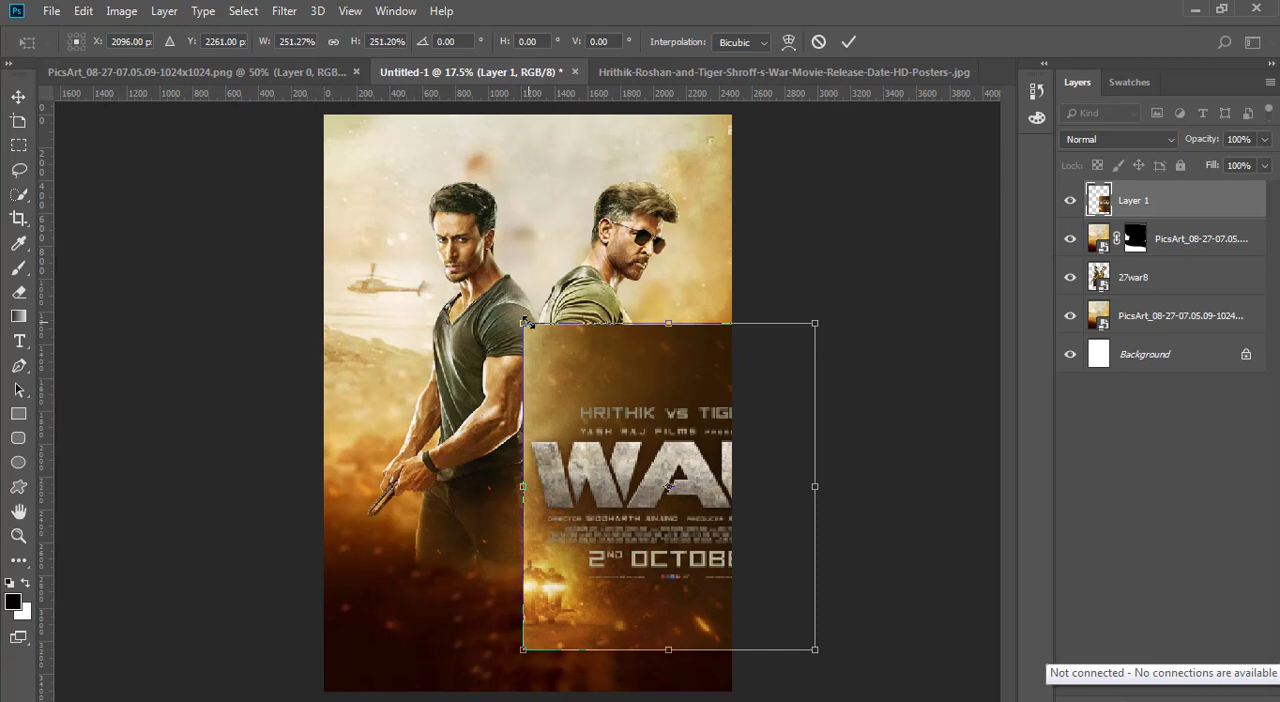 Ps File Edit Image Layer Type Select Filter 3D View Window Help
X: 2096.00 p: Y: 2261.00 p: W: 251.27% H: 251.20% 0.00 ° H: 0.00 ° V: 0.00 ° Interpolation: Bicubic
PicsArt_08-27-07.05.09-1024x1024.png @ 50% (Layer 0, RGB... × Untitled-1 @ 17.5% (Layer 1, RGB/8) * × Hrithik-Roshan-and-Tiger-Shroff-s-War-Movie-Release-Date-HD-Posters-.jpg
1600 1400 1200 1000 800 600 400 200 0 200 400 600 800 1000 1200 1400 1600 1800 2000 2200 2400 2600 2800 3000 3200 3400 3600 3800 400
Layers Swatches
Kind
Normal Opacity: 100%
Lock: Fill: 100%
Layer 1
PicsArt_08-27-07.05....
27war8
PicsArt_08-27-07.05.09-1024...
Background
HRITHIK vs TIG
YASH RAJ FILMS
WA
DIRECTOR SIDDHARTH ANAND PRODUCER
2ND OCTOBE
Not connected - No connections are available